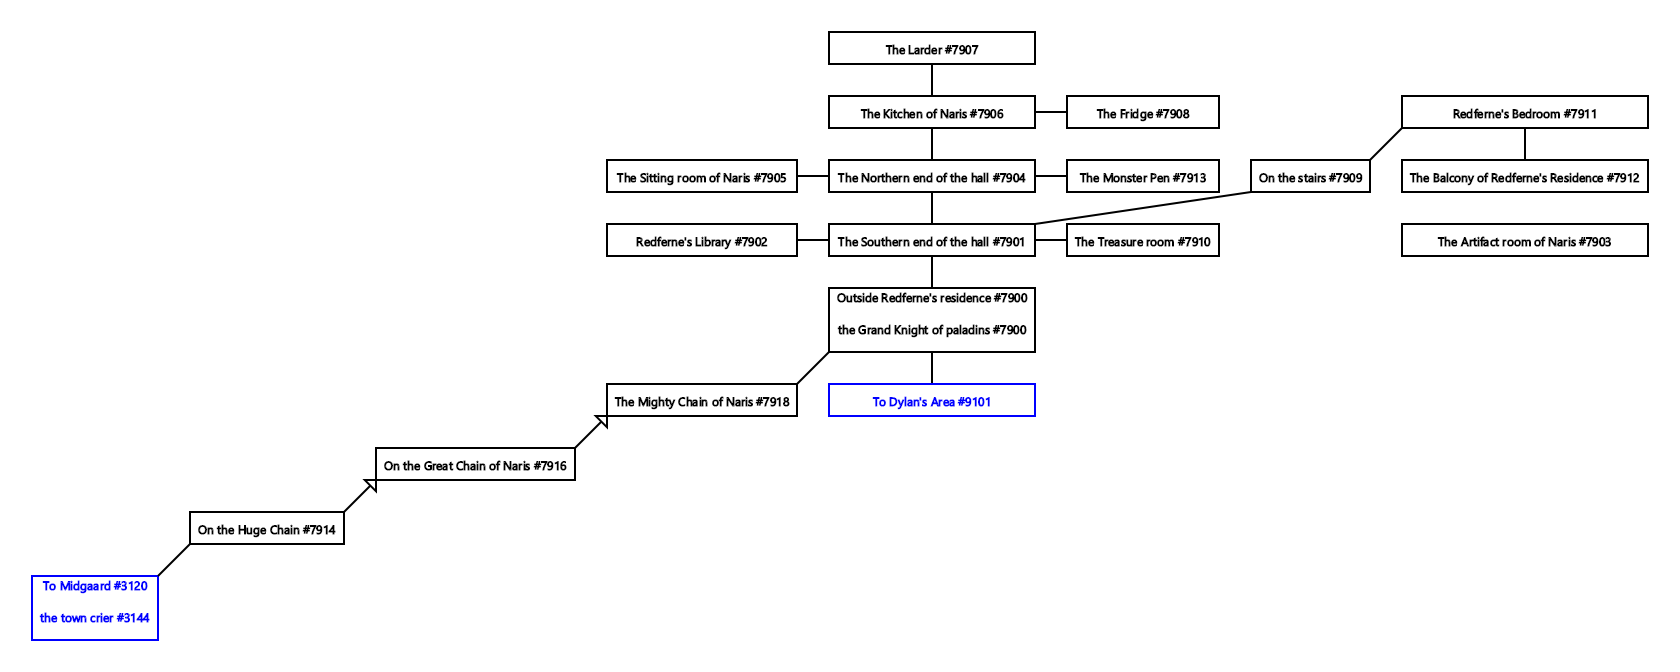 The Larder #7907
The Kitchen of Naris #7906
The Fridge #7908
Redferne's Bedroom #7911
The Sitting room of Naris #7905
The Northern end of the hall #7904
The Monster Pen #7913
On the stairs #7909
The Balcony of Redferne's Residence #7912
Redferne's Library #7902
The Southern end of the hall #7901
The Treasure room #7910
The Artifact room of Naris #7903
Outside Redferne's residence #7900
the Grand Knight of paladins #7900
The Mighty Chain of Naris #7918
To Dylan's Area #9101
On the Great Chain of Naris #7916
On the Huge Chain #7914
To Midgaard #3120
the town crier #3144